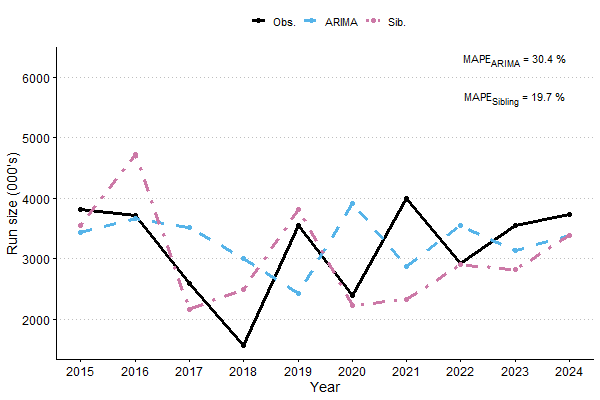 Obs. ARIMA Sib.
MAPE_ARIMA = 30.4 %
MAPE_Sibling = 19.7 %
6000
5000
4000
3000
2000
Run size (000's)
2015 2016 2017 2018 2019 2020 2021 2022 2023 2024
Year